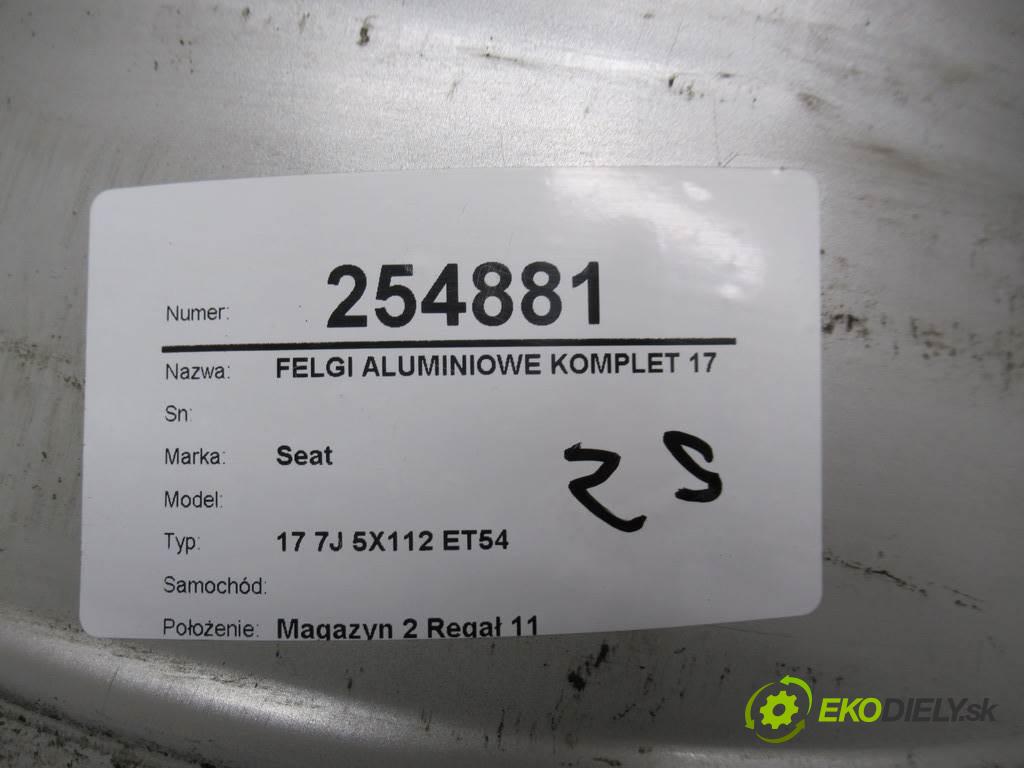 Numer: 254881
Nazwa: FELGI ALUMINIOWE KOMPLET 17
Sn:
Marka: Seat
Model:
Typ: 17 7J 5X112 ET54
Samochód:
Położenie: Magazyn 2 Regał 11
EKODIELY.sk